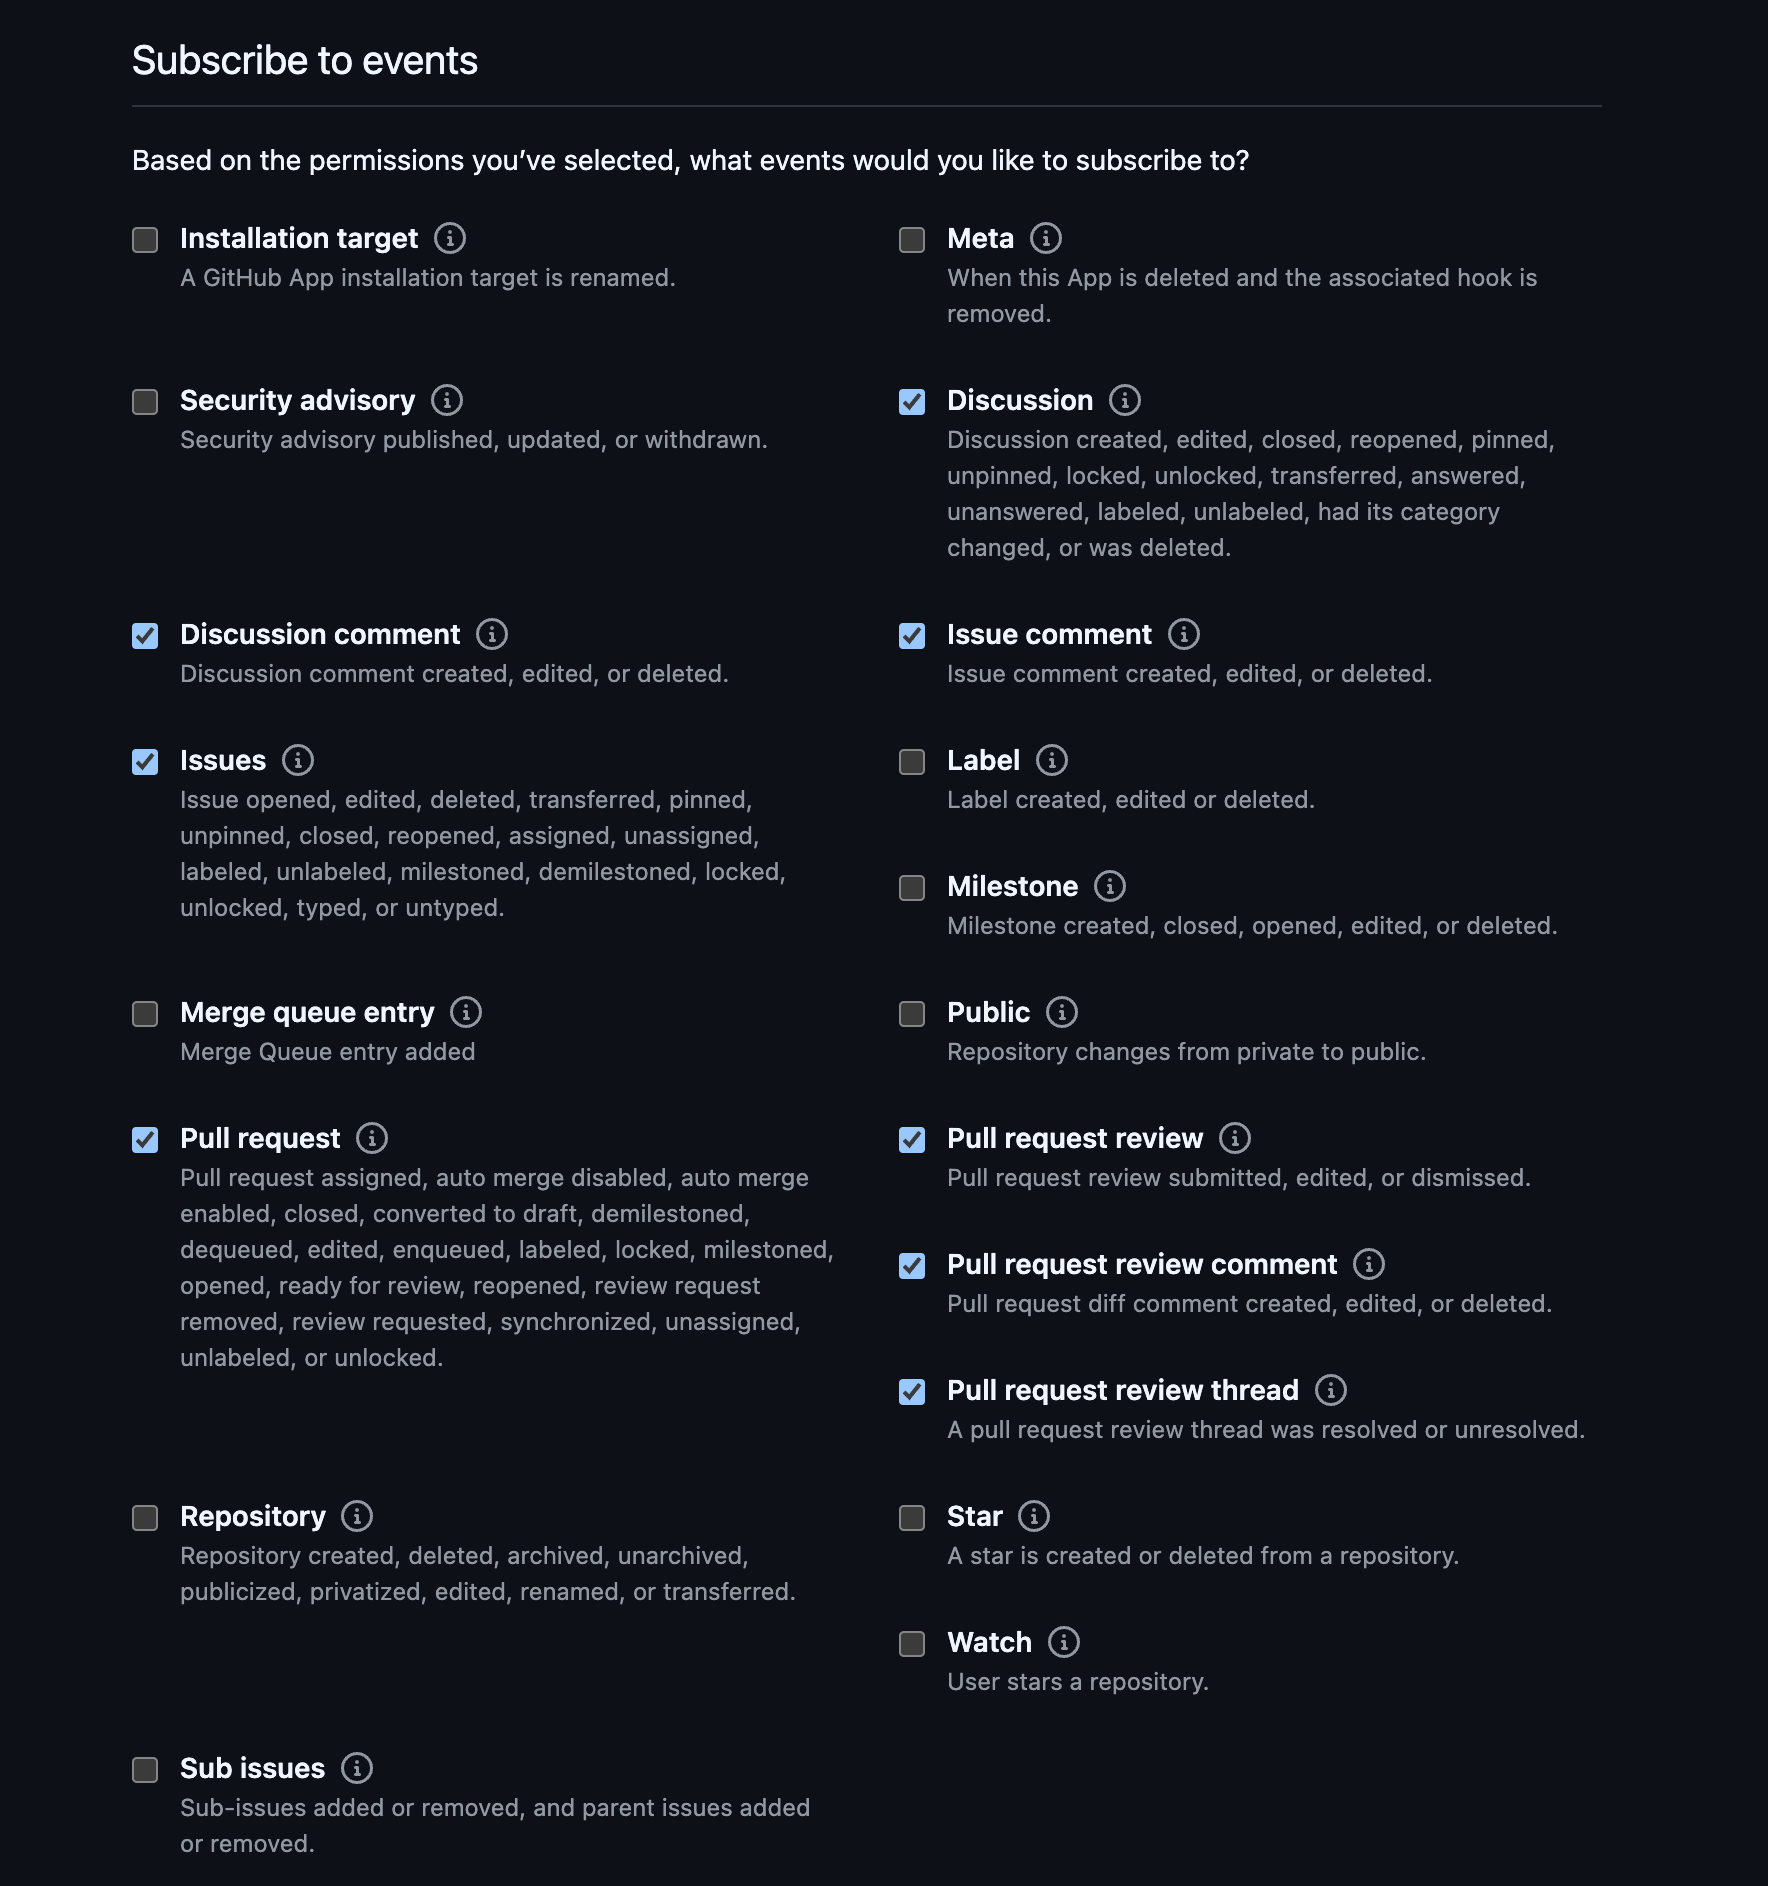 Subscribe to events
Based on the permissions you’ve selected, what events would you like to subscribe to?
Installation target
A GitHub App installation target is renamed.
Meta
When this App is deleted and the associated hook is
removed.
Security advisory
Security advisory published, updated, or withdrawn.
Discussion
Discussion created, edited, closed, reopened, pinned,
unpinned, locked, unlocked, transferred, answered,
unanswered, labeled, unlabeled, had its category
changed, or was deleted.
Discussion comment
Discussion comment created, edited, or deleted.
Issue comment
Issue comment created, edited, or deleted.
Issues
Issue opened, edited, deleted, transferred, pinned,
unpinned, closed, reopened, assigned, unassigned,
labeled, unlabeled, milestoned, demilestoned, locked,
unlocked, typed, or untyped.
Label
Label created, edited or deleted.
Milestone
Milestone created, closed, opened, edited, or deleted.
Merge queue entry
Merge Queue entry added
Public
Repository changes from private to public.
Pull request
Pull request assigned, auto merge disabled, auto merge
enabled, closed, converted to draft, demilestoned,
dequeued, edited, enqueued, labeled, locked, milestoned,
opened, ready for review, reopened, review request
removed, review requested, synchronized, unassigned,
unlabeled, or unlocked.
Pull request review
Pull request review submitted, edited, or dismissed.
Pull request review comment
Pull request diff comment created, edited, or deleted.
Pull request review thread
A pull request review thread was resolved or unresolved.
Repository
Repository created, deleted, archived, unarchived,
publicized, privatized, edited, renamed, or transferred.
Star
A star is created or deleted from a repository.
Watch
User stars a repository.
Sub issues
Sub-issues added or removed, and parent issues added
or removed.